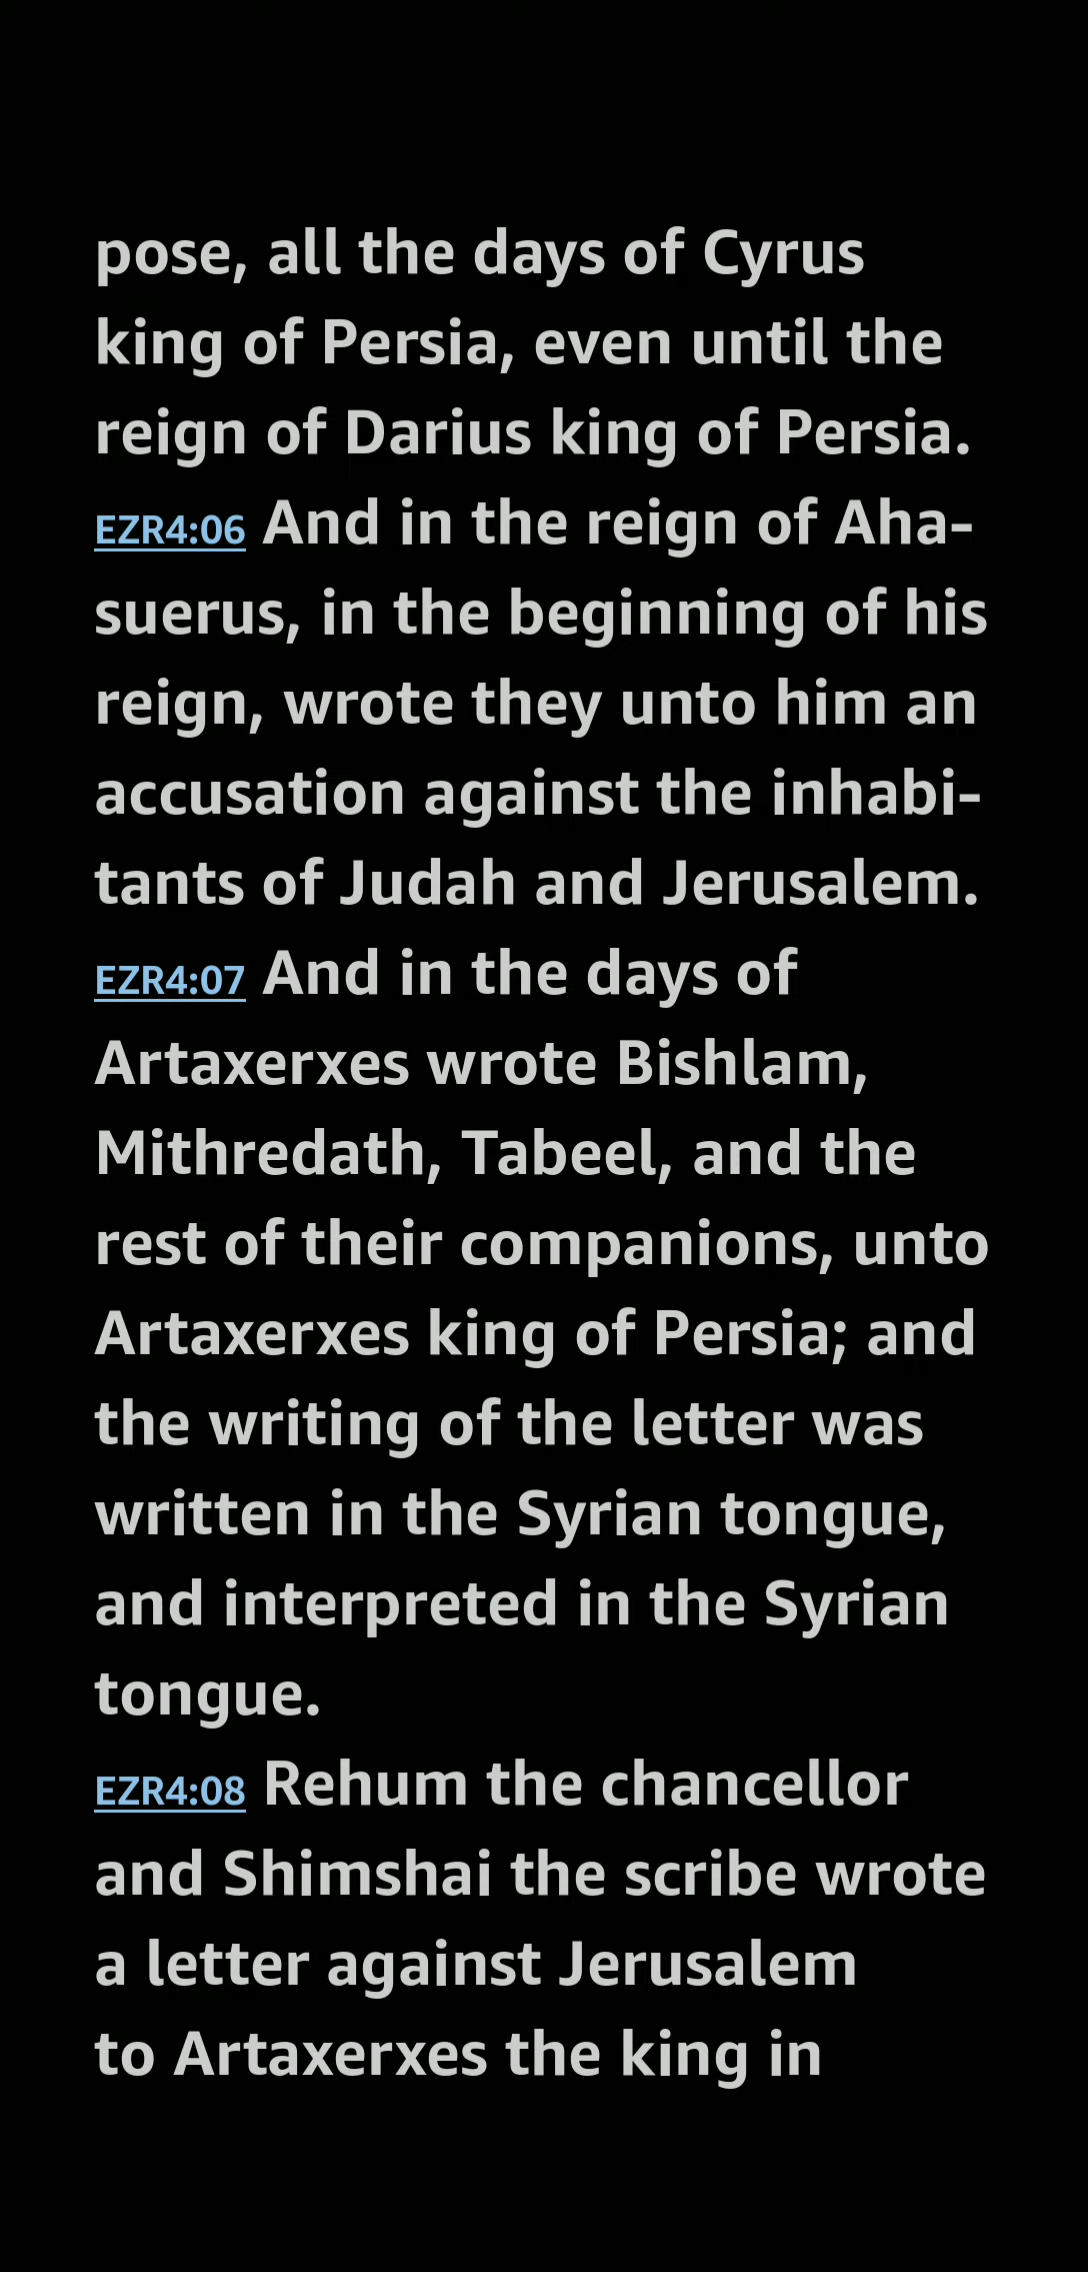 pose, all the days of Cyrus
king of Persia, even until the
reign of Darius king of Persia.
EZR4:06 And in the reign of Aha-
suerus, in the beginning of his
reign, wrote they unto him an
accusation against the inhabi-
tants of Judah and Jerusalem.
EZR4:07 And in the days of
Artaxerxes wrote Bishlam,
Mithredath, Tabeel, and the
rest of their companions, unto
Artaxerxes king of Persia; and
the writing of the letter was
written in the Syrian tongue,
and interpreted in the Syrian
tongue.
EZR4:08 Rehum the chancellor
and Shimshai the scribe wrote
a letter against Jerusalem
to Artaxerxes the king in